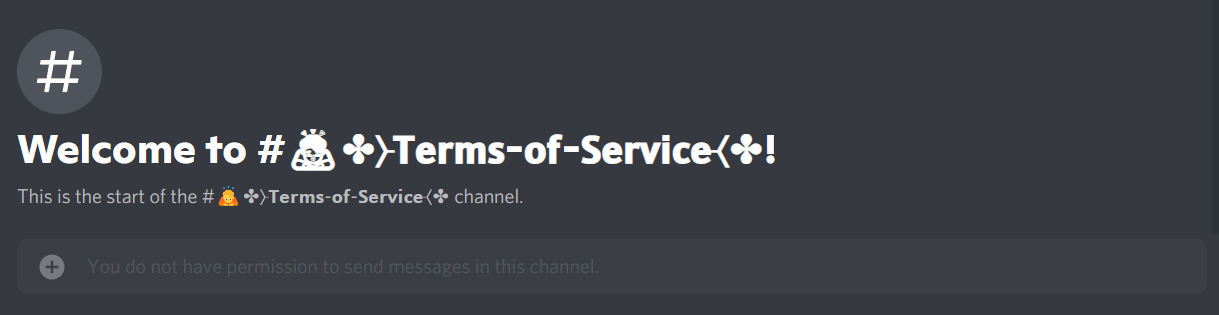 #
Welcome to #🙇✤〉Terms-of-Service〈✤!
This is the start of the #🙇✤〉Terms-of-Service〈✤ channel.
You do not have permission to send messages in this channel.